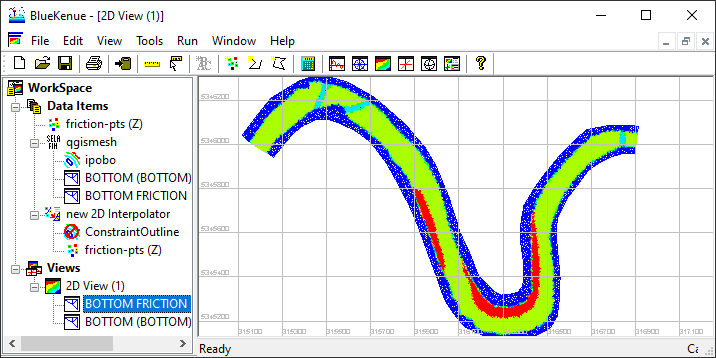 BlueKenue - [2D View (1)]
File Edit View Tools Run Window Help
WorkSpace
Data Items
friction-pts (Z)
SELA FIN qgismesh
ipobo
BOTTOM (BOTTOM)
BOTTOM FRICTION
new 2D Interpolator
ConstraintOutline
friction-pts (Z)
Views
2D View (1)
BOTTOM FRICTION
BOTTOM (BOTTOM)
5346200
5346000
5345800
5345600
5345400
5345200
315100 315300 315500 315700 315900 316100 316300 316500 316700 316900 317100
Ready